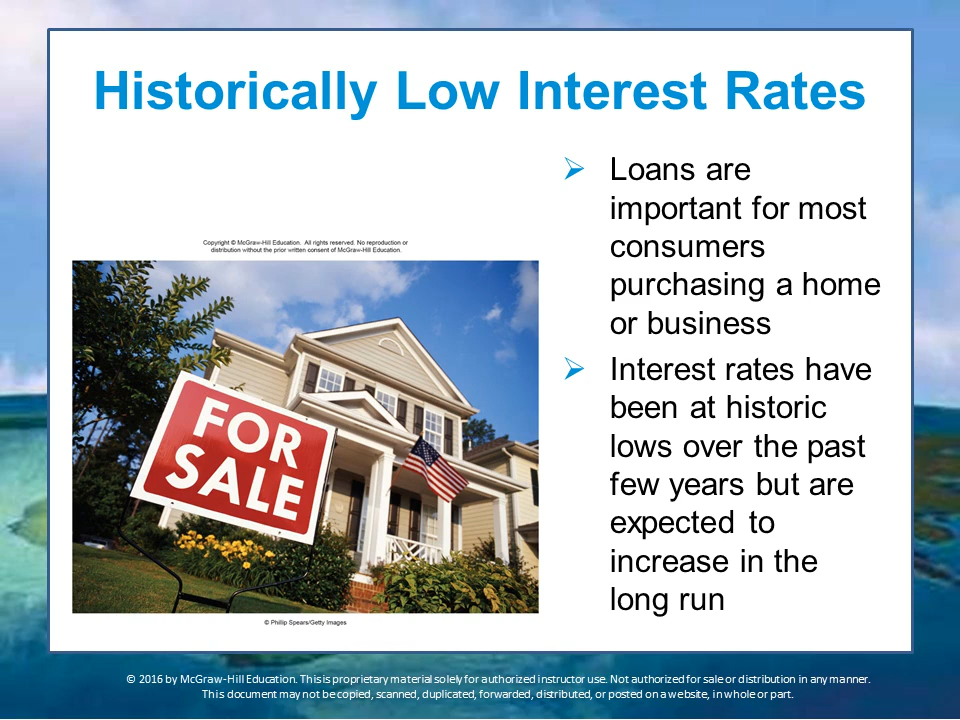 Historically Low Interest Rates
Copyright © McGraw-Hill Education. All rights reserved. No reproduction or
distribution without the prior written consent of McGraw-Hill Education.
FOR
SALE
© Phillip Spears/Getty Images
➢ Loans are
important for most
consumers
purchasing a home
or business
➢ Interest rates have
been at historic
lows over the past
few years but are
expected to
increase in the
long run
© 2016 by McGraw-Hill Education. This is proprietary material solely for authorized instructor use. Not authorized for sale or distribution in any manner.
This document may not be copied, scanned, duplicated, forwarded, distributed, or posted on a website, in whole or part.